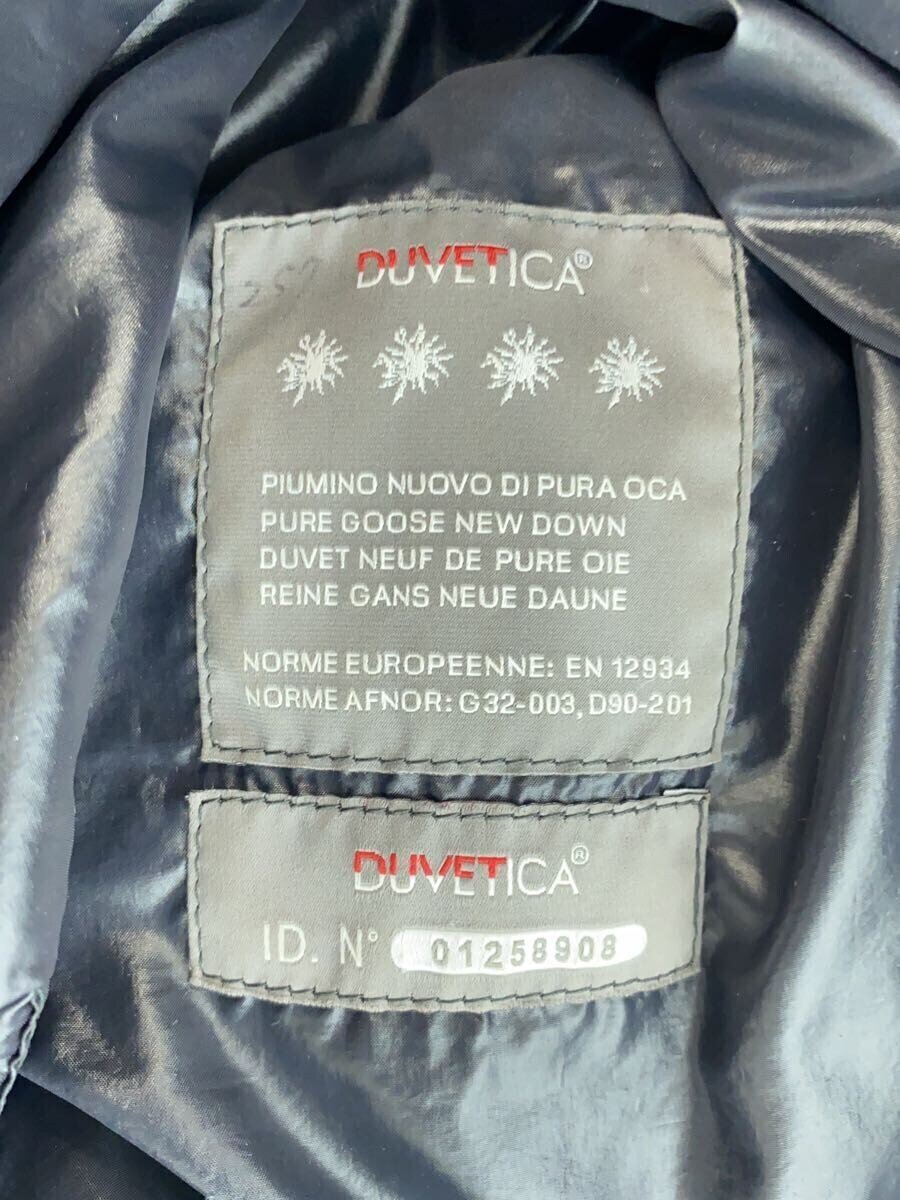 DUVETICA®
PIUMINO NUOVO DI PURA OCA
PURE GOOSE NEW DOWN
DUVET NEUF DE PURE OIE
REINE GANS NEUE DAUNE
NORME EUROPEENNE: EN 12934
NORME AFNOR: G32-003, D90-201
DUVETICA®
ID. N° 01258908